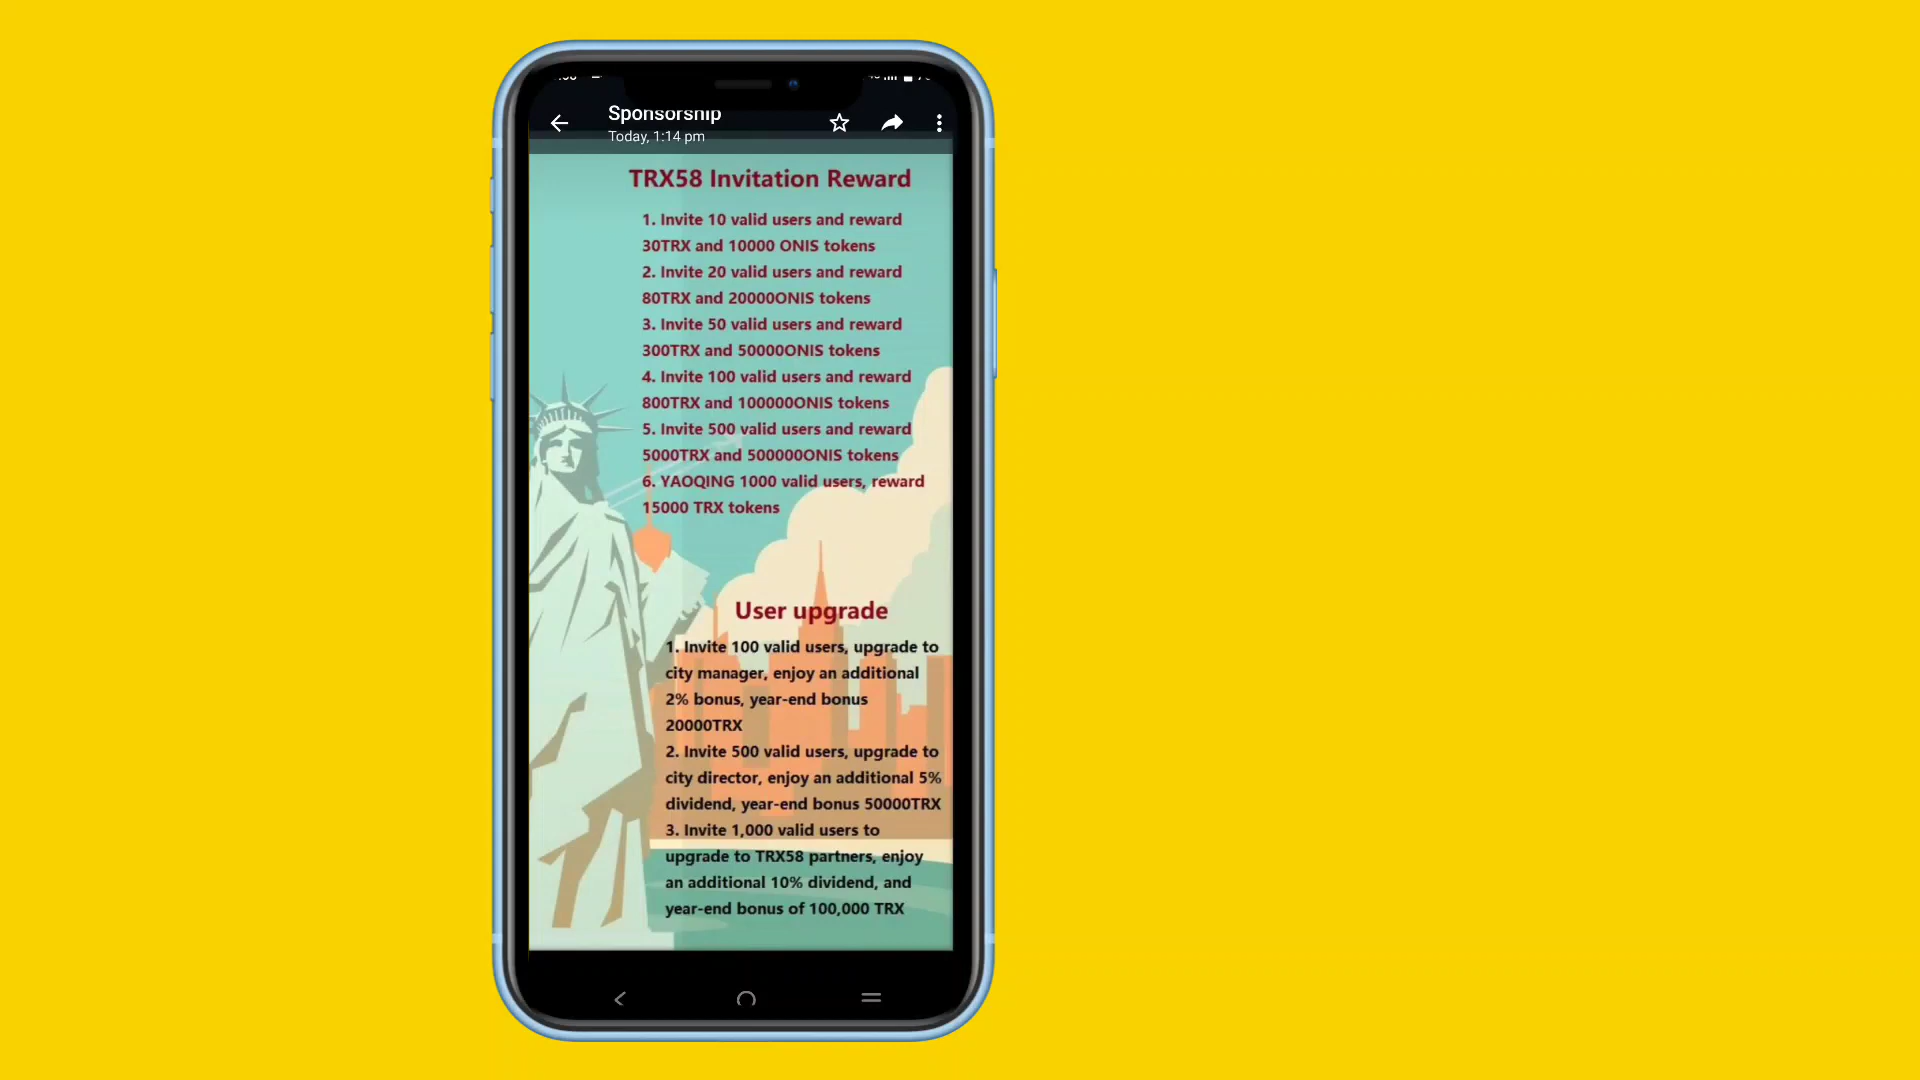 Sponsorship
Today, 1:14 pm
TRX58 Invitation Reward
1. Invite 10 valid users and reward
30TRX and 10000 ONIS tokens
2. Invite 20 valid users and reward
80TRX and 20000ONIS tokens
3. Invite 50 valid users and reward
300TRX and 50000ONIS tokens
4. Invite 100 valid users and reward
800TRX and 100000ONIS tokens
5. Invite 500 valid users and reward
5000TRX and 500000ONIS tokens
6. YAOQING 1000 valid users, reward
15000 TRX tokens
User upgrade
1. Invite 100 valid users, upgrade to
city manager, enjoy an additional
2% bonus, year-end bonus
20000TRX
2. Invite 500 valid users, upgrade to
city director, enjoy an additional 5%
dividend, year-end bonus 50000TRX
3. Invite 1,000 valid users to
upgrade to TRX58 partners, enjoy
an additional 10% dividend, and
year-end bonus of 100,000 TRX